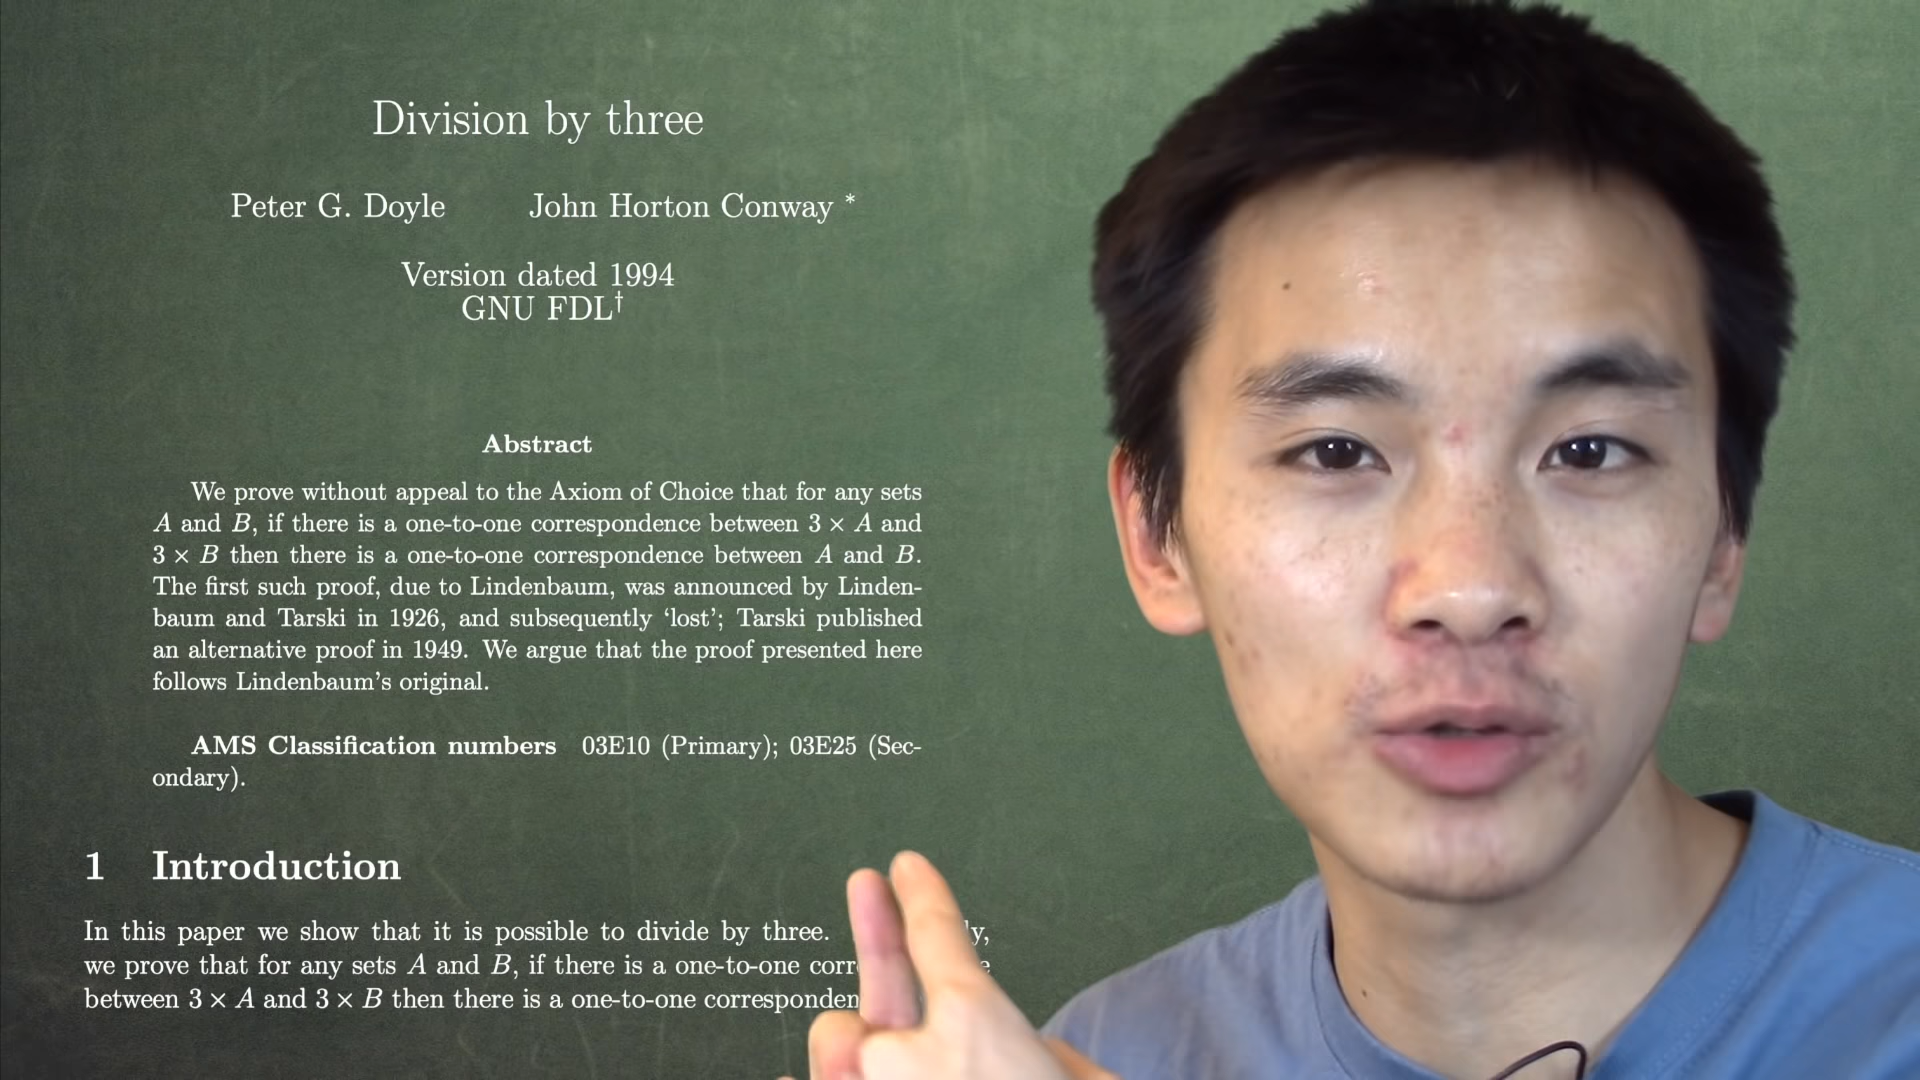 Division by three
Peter G. Doyle John Horton Conway *
Version dated 1994
GNU FDL†
Abstract
We prove without appeal to the Axiom of Choice that for any sets
A and B, if there is a one-to-one correspondence between 3 × A and
3 × B then there is a one-to-one correspondence between A and B.
The first such proof, due to Lindenbaum, was announced by Linden-
baum and Tarski in 1926, and subsequently ‘lost’; Tarski published
an alternative proof in 1949. We argue that the proof presented here
follows Lindenbaum’s original.
AMS Classification numbers 03E10 (Primary); 03E25 (Sec-
ondary).
1 Introduction
In this paper we show that it is possible to divide by three.
we prove that for any sets A and B, if there is a one-to-one
between 3 × A and 3 × B then there is a one-to-one